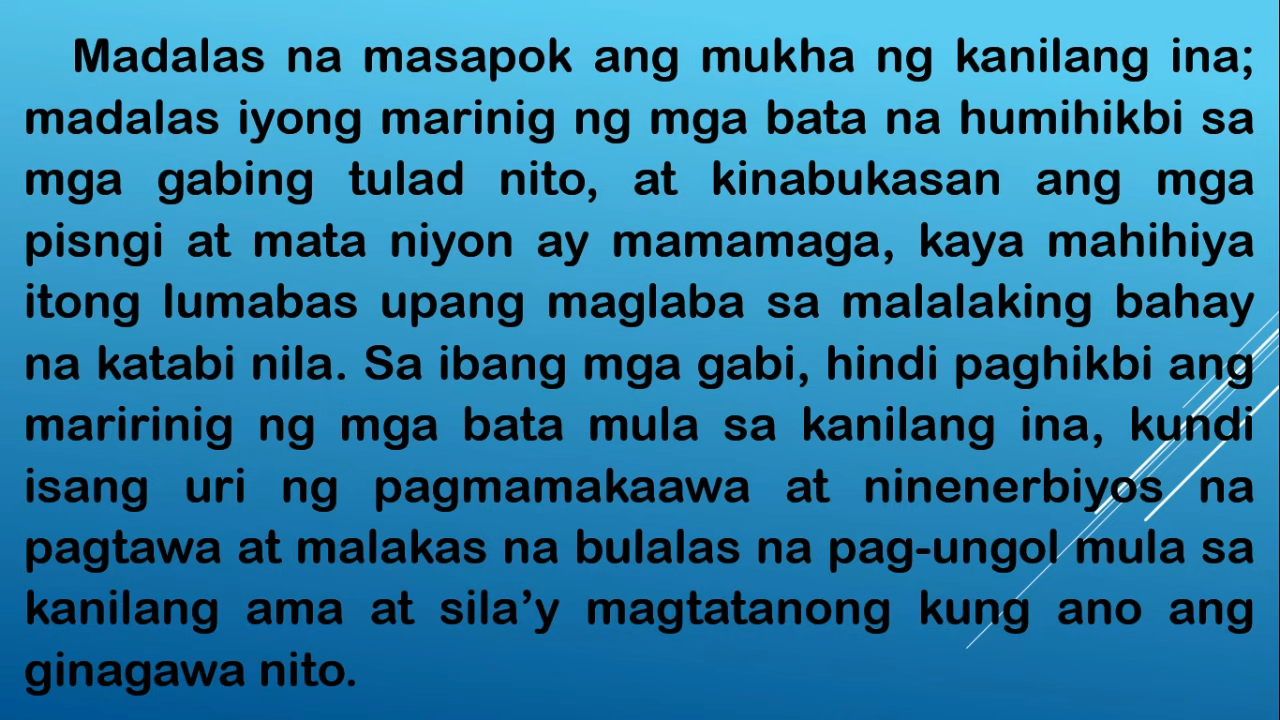 Madalas na masapok ang mukha ng kanilang ina;
madalas iyong marinig ng mga bata na humihikbi sa
mga gabing tulad nito, at kinabukasan ang mga
pisngi at mata niyon ay mamamaga, kaya mahihiya
itong lumabas upang maglaba sa malalaking bahay
na katabi nila. Sa ibang mga gabi, hindi paghikbi ang
maririnig ng mga bata mula sa kanilang ina, kundi
isang uri ng pagmamakaawa at ninenerbiyos na
pagtawa at malakas na bulalas na pag-ungol mula sa
kanilang ama at sila’y magtatanong kung ano ang
ginagawa nito.